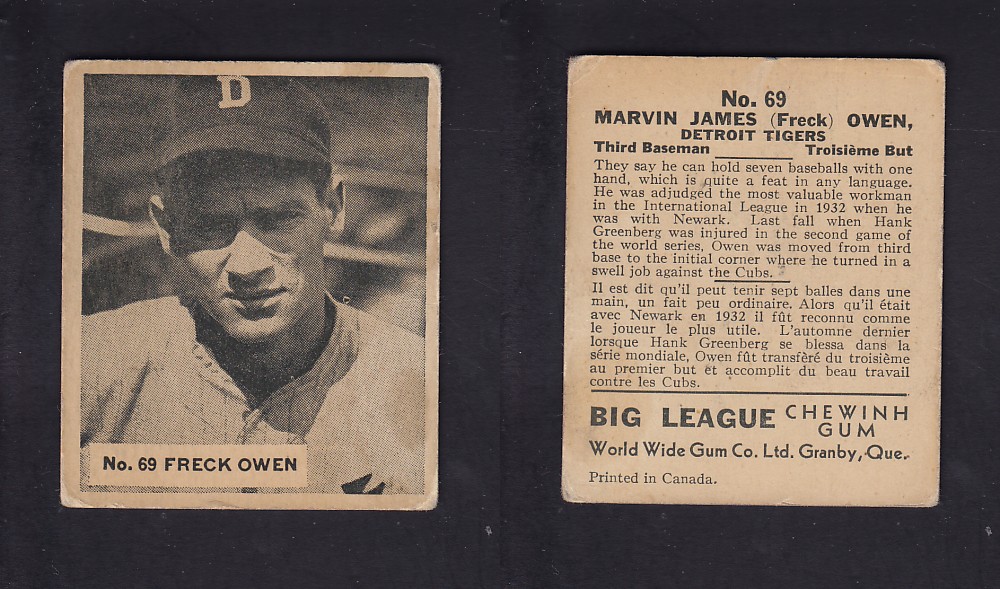 D
No. 69 FRECK OWEN
No. 69
MARVIN JAMES (Freck) OWEN,
DETROIT TIGERS
Third Baseman Troisième But
They say he can hold seven baseballs with one
hand, which is quite a feat in any language.
He was adjudged the most valuable workman
in the International League in 1932 when he
was with Newark. Last fall when Hank
Greenberg was injured in the second game of
the world series, Owen was moved from third
base to the initial corner where he turned in a
swell job against the Cubs.
Il est dit qu'il peut tenir sept balles dans une
main, un fait peu ordinaire. Alors qu'il était
avec Newark en 1932 il fût reconnu comme
le joueur le plus utile. L'automne dernier
lorsque Hank Greenberg se blessa dans la
série mondiale, Owen fût transfèré du troisième
au premier but et accomplit du beau travail
contre les Cubs.
BIG LEAGUE CHEWINH
GUM
World Wide Gum Co. Ltd. Granby, Que.
Printed in Canada.